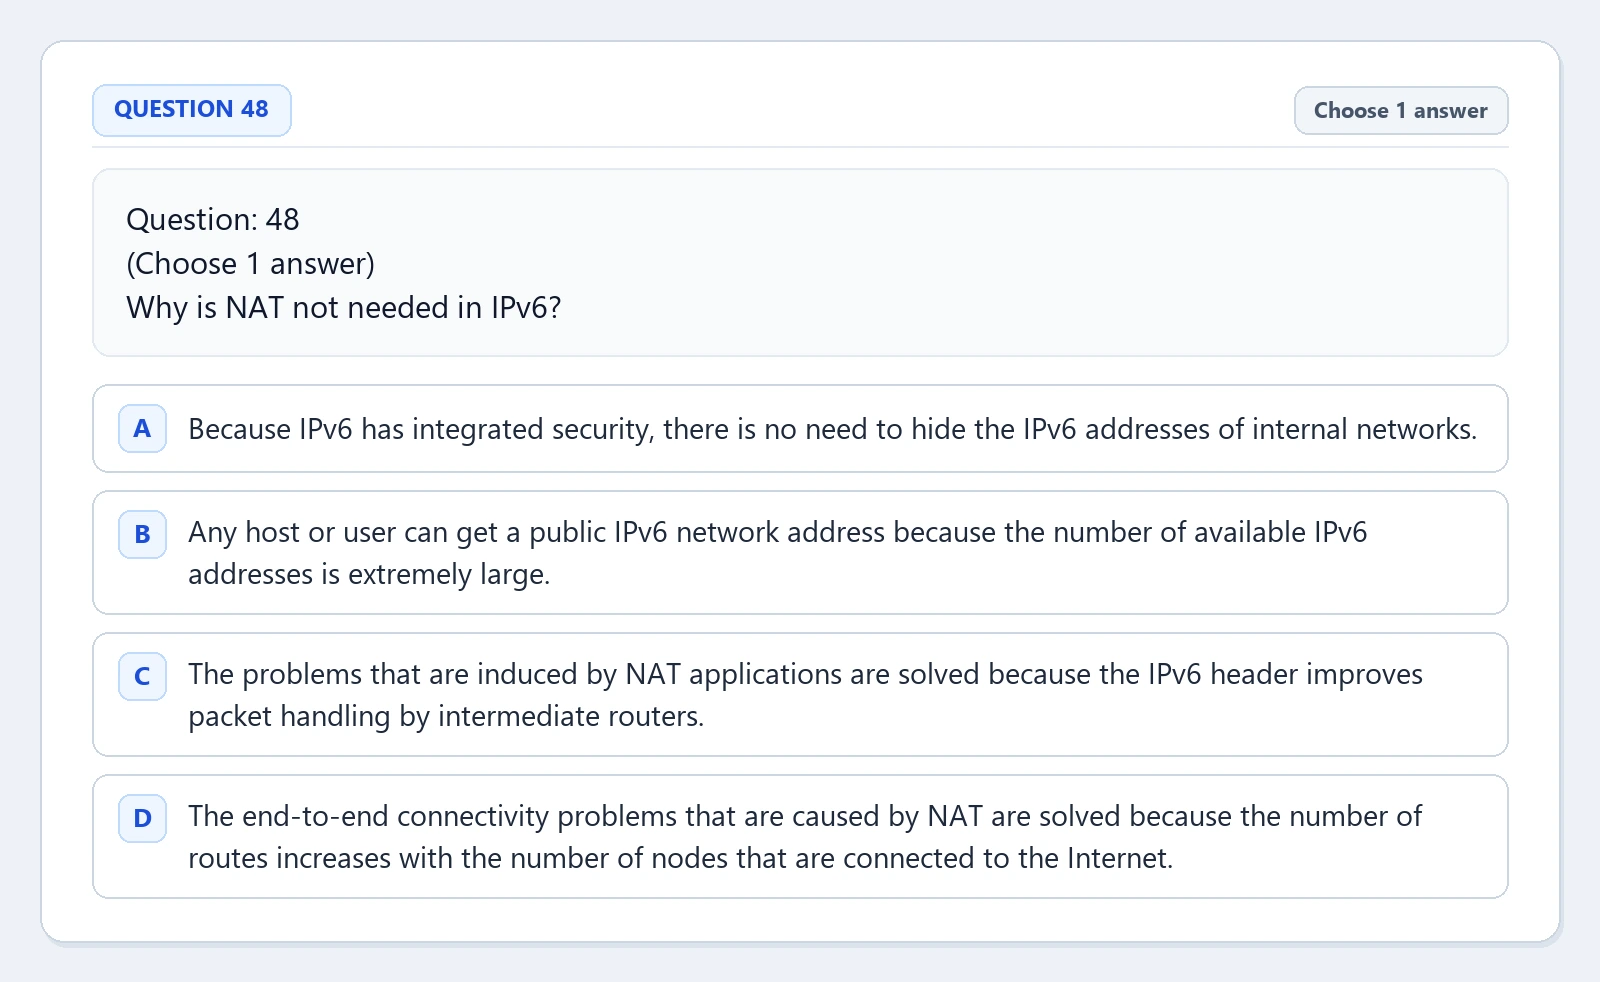 QUESTION 48
Choose 1 answer
Question: 48
(Choose 1 answer)
Why is NAT not needed in IPv6?
A
Because IPv6 has integrated security, there is no need to hide the IPv6 addresses of internal networks.
B
Any host or user can get a public IPv6 network address because the number of available IPv6
addresses is extremely large.
C
The problems that are induced by NAT applications are solved because the IPv6 header improves
packet handling by intermediate routers.
D
The end-to-end connectivity problems that are caused by NAT are solved because the number of
routes increases with the number of nodes that are connected to the Internet.